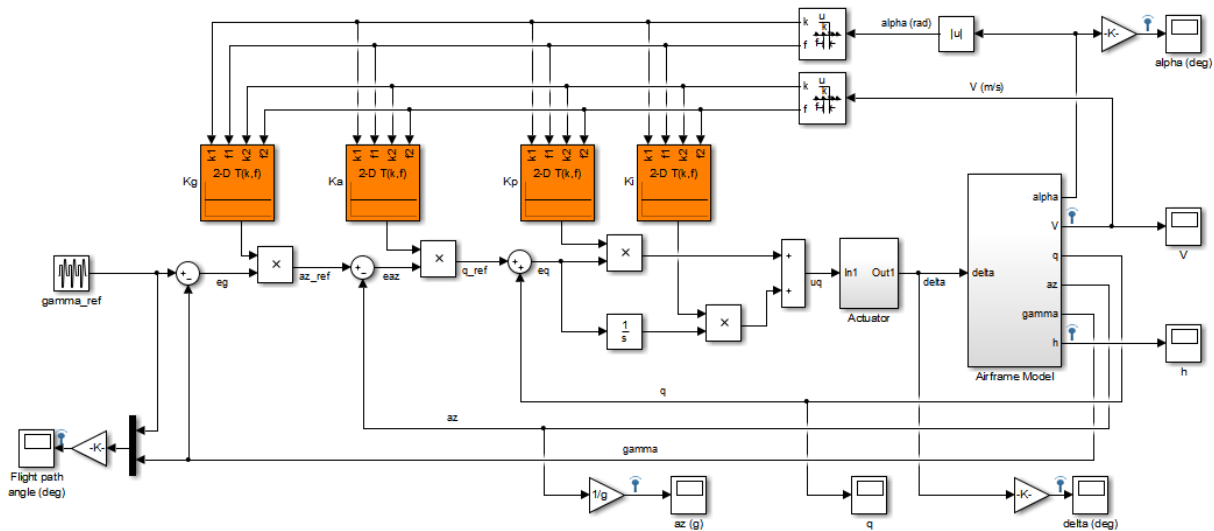 k
f
u
k
f
alpha (rad)
|u|
-K-
alpha (deg)
k
f
u
k
f
V (m/s)
k1
f1
k2
f2
2-D T(k,f)
Kg
k1
f1
k2
f2
2-D T(k,f)
Ka
k1
f1
k2
f2
2-D T(k,f)
Kp
k1
f1
k2
f2
2-D T(k,f)
Ki
gamma_ref
+
−
eg
×
az_ref
+
−
eaz
×
q_ref
+
+
eq
×
1
s
×
+
+
uq
In1
Out1
Actuator
delta
delta
alpha
V
q
az
gamma
h
Airframe Model
V
h
q
az
gamma
-K-
Flight path
angle (deg)
1/g
az (g)
q
-K-
delta (deg)